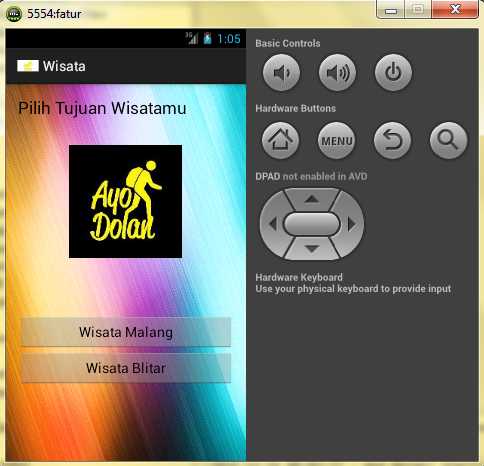 5554:fatur
3G
1:05
Wisata
Pilih Tujuan Wisatamu
Ayo
Dolan
Wisata Malang
Wisata Blitar
Basic Controls
Hardware Buttons
MENU
DPAD not enabled in AVD
Hardware Keyboard
Use your physical keyboard to provide input